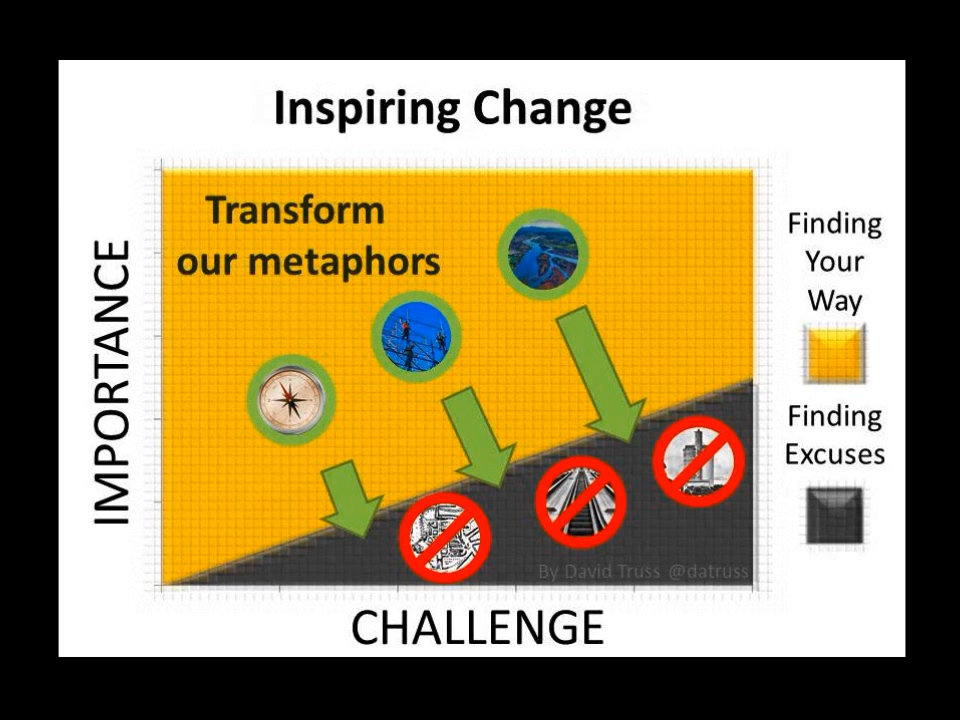 Inspiring Change
Transform
our metaphors
IMPORTANCE
CHALLENGE
Finding
Your
Way
Finding
Excuses
By David Truss @datruss